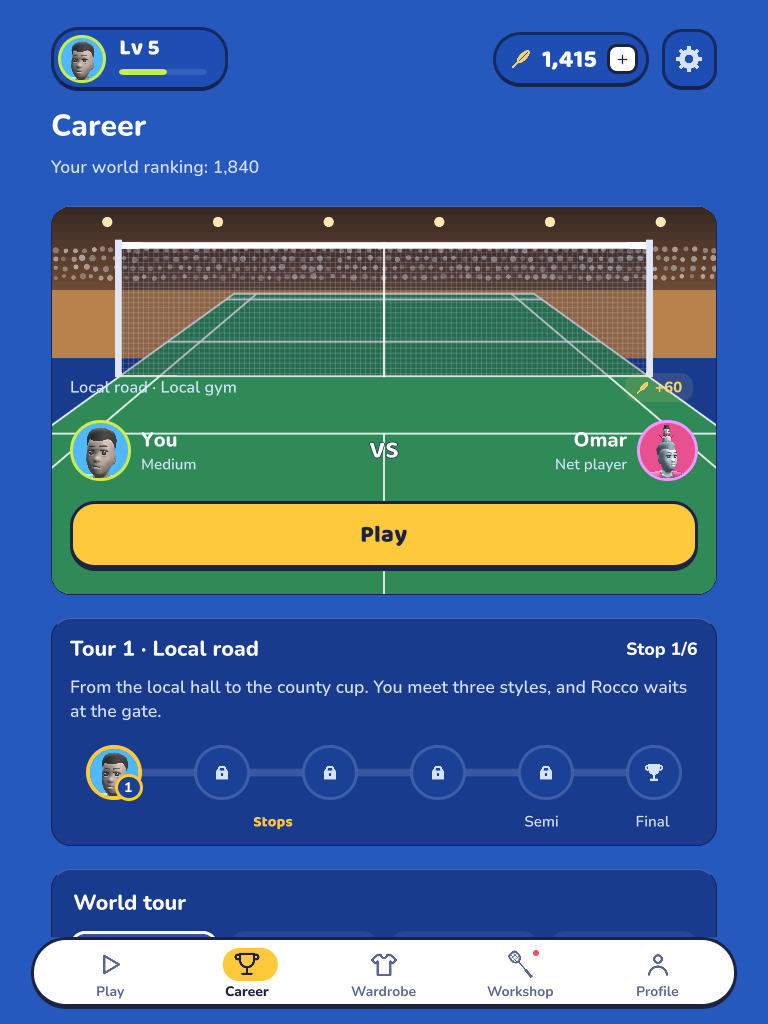 Lv 5
1,415
+
Career
Your world ranking: 1,840
Local road · Local gym
+60
You
Medium
VS
Omar
Net player
Play
Tour 1 · Local road
Stop 1/6
From the local hall to the county cup. You meet three styles, and Rocco waits
at the gate.
1
Stops
Semi
Final
World tour
Play
Career
Wardrobe
Workshop
Profile